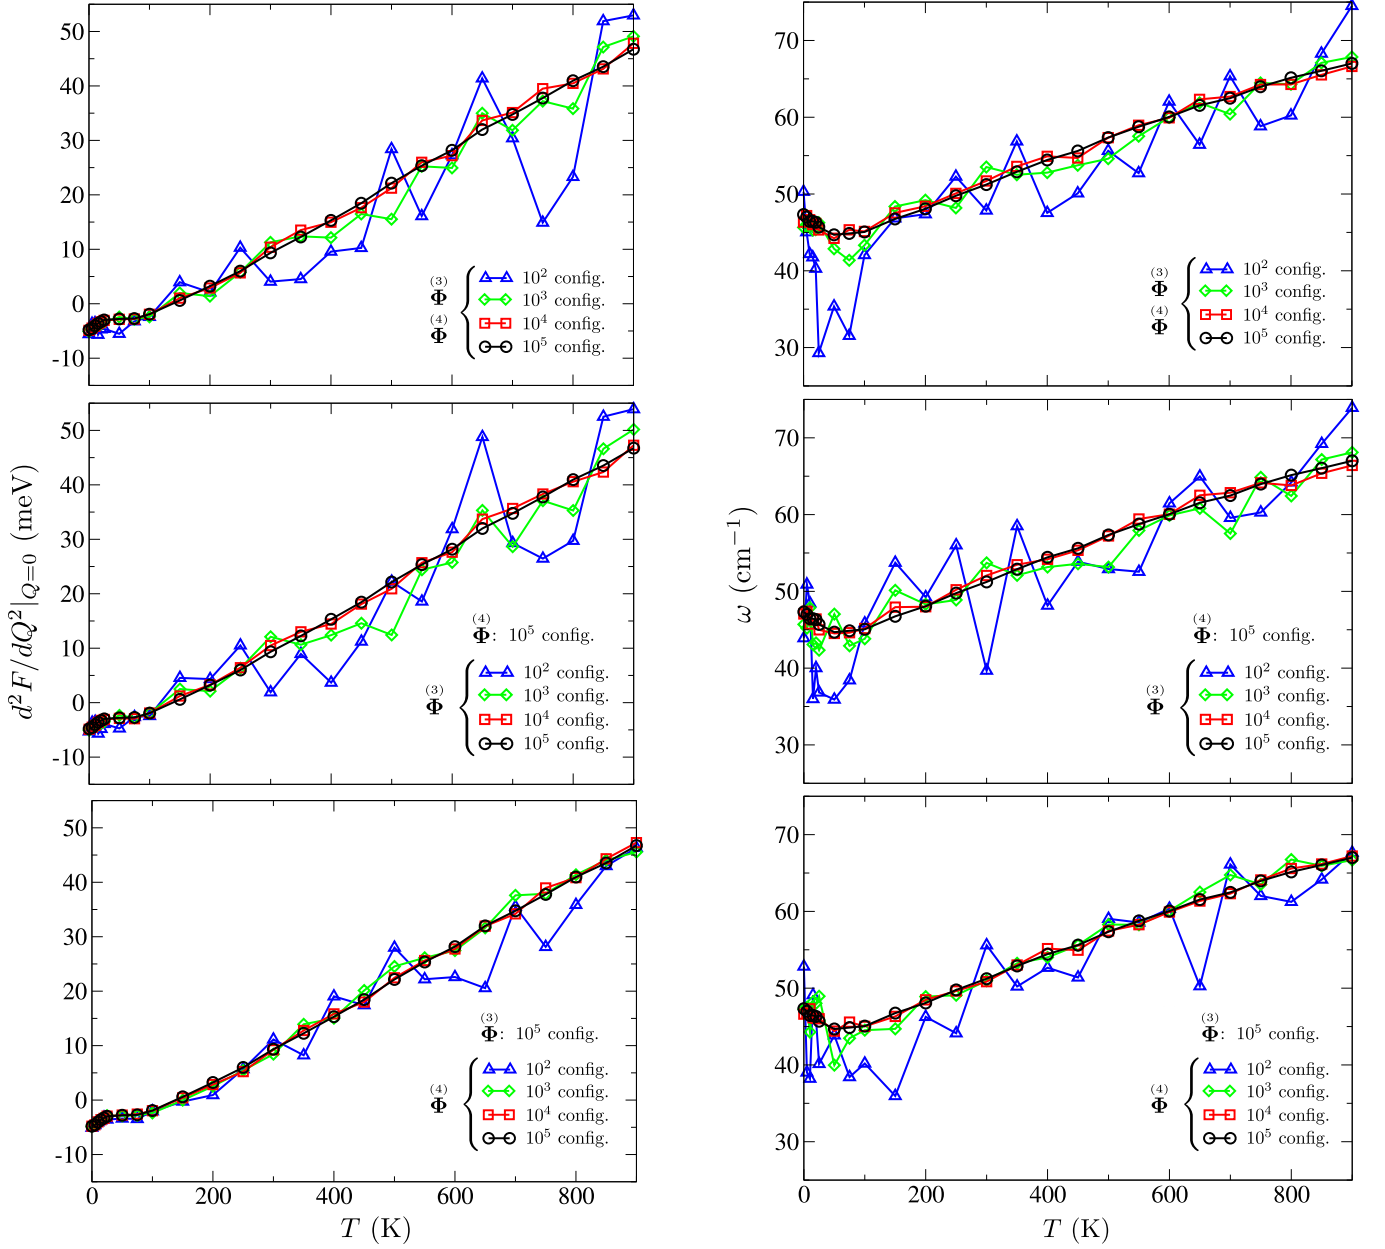 50
40
30
20
10
0
-10
(3)
Φ
(4)
Φ
10² config.
10³ config.
10⁴ config.
10⁵ config.
70
60
50
40
30
(3)
Φ
(4)
Φ
10² config.
10³ config.
10⁴ config.
10⁵ config.
d²F/dQ²|Q=0 (meV)
50
40
30
20
10
0
-10
(4)
Φ: 10⁵ config.
(3)
Φ
10² config.
10³ config.
10⁴ config.
10⁵ config.
ω (cm⁻¹)
70
60
50
40
30
(4)
Φ: 10⁵ config.
(3)
Φ
10² config.
10³ config.
10⁴ config.
10⁵ config.
50
40
30
20
10
0
-10
(3)
Φ: 10⁵ config.
(4)
Φ
10² config.
10³ config.
10⁴ config.
10⁵ config.
0 200 400 600 800
T (K)
70
60
50
40
30
(3)
Φ: 10⁵ config.
(4)
Φ
10² config.
10³ config.
10⁴ config.
10⁵ config.
0 200 400 600 800
T (K)